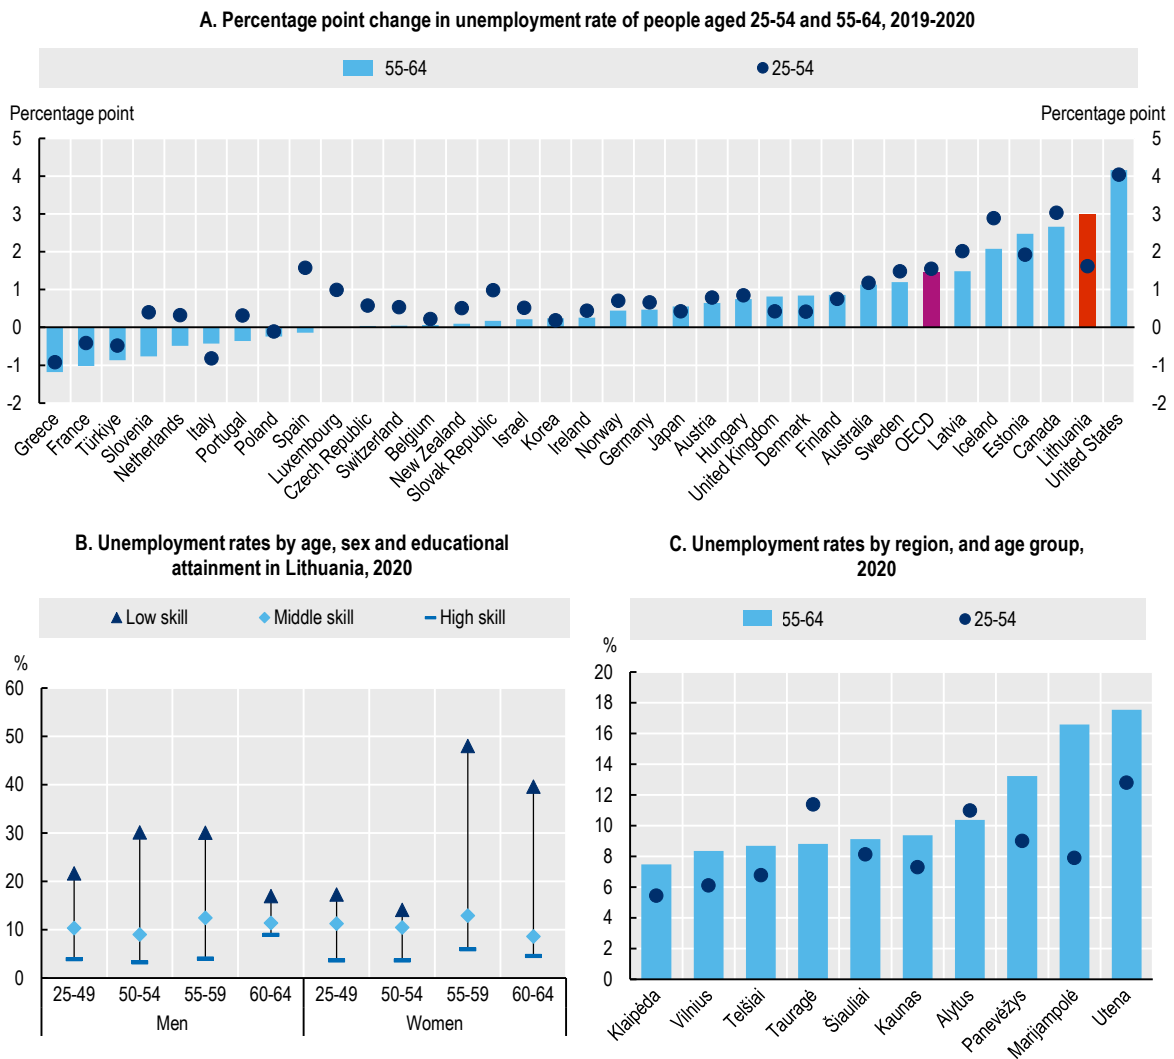 A. Percentage point change in unemployment rate of people aged 25-54 and 55-64, 2019-2020
55-64
25-54
Percentage point
Percentage point
5
5
4
4
3
3
2
2
1
1
0
0
-1
-1
-2
-2
Greece
France
Türkiye
Slovenia
Netherlands
Italy
Portugal
Poland
Spain
Luxembourg
Czech Republic
Switzerland
Belgium
New Zealand
Slovak Republic
Israel
Korea
Ireland
Norway
Germany
Japan
Austria
Hungary
United Kingdom
Denmark
Finland
Australia
Sweden
OECD
Latvia
Iceland
Estonia
Canada
Lithuania
United States
B. Unemployment rates by age, sex and educational
attainment in Lithuania, 2020
Low skill
Middle skill
High skill
%
60
50
40
30
20
10
0
25-49
50-54
55-59
60-64
25-49
50-54
55-59
60-64
Men
Women
C. Unemployment rates by region, and age group,
2020
55-64
25-54
%
20
18
16
14
12
10
8
6
4
2
0
Klaipėda
Vilnius
Telšiai
Tauragė
Šiauliai
Kaunas
Alytus
Panevėžys
Marijampolė
Utena